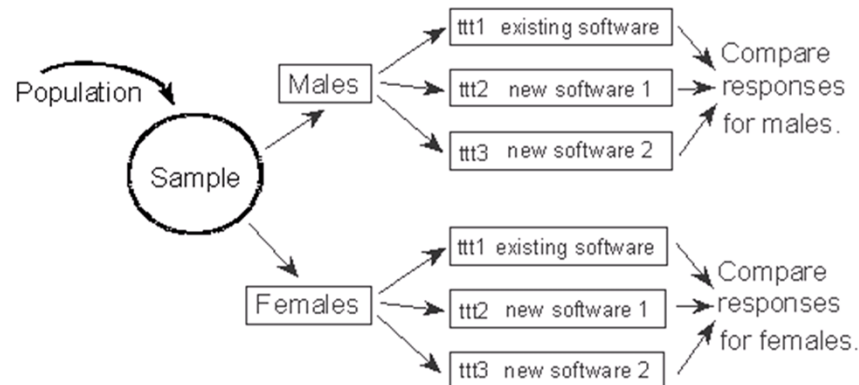 Population
Sample
Males
ttt1 existing software
ttt2 new software 1
ttt3 new software 2
Compare
responses
for males.
Females
ttt1 existing software
ttt2 new software 1
ttt3 new software 2
Compare
responses
for females.